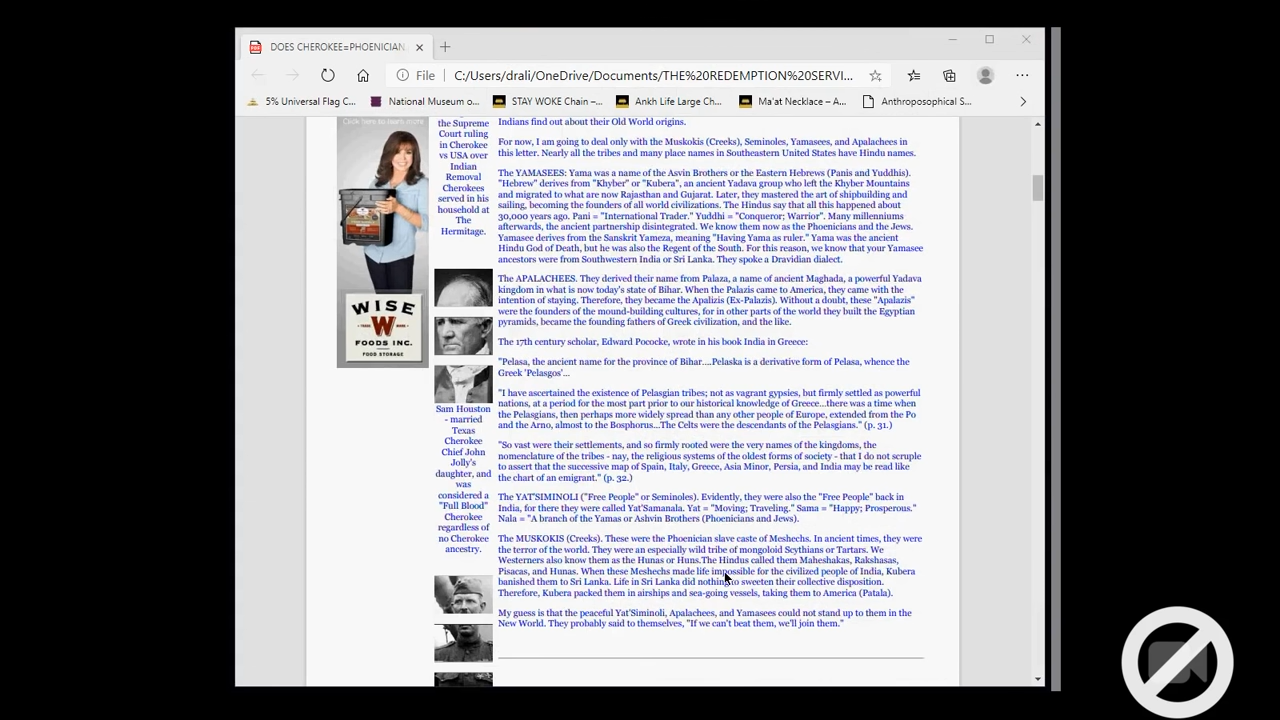 DOES CHEROKEE=PHOENICIAN
File
C:/Users/drali/OneDrive/Documents/THE%20REDEMPTION%20SERVI...
5% Universal Flag C...
National Museum o...
STAY WOKE Chain –...
Ankh Life Large Ch...
Ma'at Necklace – A...
Anthroposophical S...
Click here to learn more
WISE
W
FOODS INC.
FOOD STORAGE
the Supreme
Court ruling
in Cherokee
vs USA over
Indian
Removal
Cherokees
served in his
household at
The
Hermitage.
Sam Houston
- married
Texas
Cherokee
Chief John
Jolly's
daughter, and
was
considered a
"Full Blood"
Cherokee
regardless of
no Cherokee
ancestry.
Indians find out about their Old World origins.
For now, I am going to deal only with the Muskokis (Creeks), Seminoles, Yamasees, and Apalachees in
this letter. Nearly all the tribes and many place names in Southeastern United States have Hindu names.
The YAMASEES: Yama was a name of the Asvin Brothers or the Eastern Hebrews (Panis and Yuddhis).
"Hebrew" derives from "Khyber" or "Kubera", an ancient Yadava group who left the Khyber Mountains
and migrated to what are now Rajasthan and Gujarat. Later, they mastered the art of shipbuilding and
sailing, becoming the founders of all world civilizations. The Hindus say that all this happened about
30,000 years ago. Pani = "International Trader." Yuddhi = "Conqueror; Warrior". Many millenniums
afterwards, the ancient partnership disintegrated. We know them now as the Phoenicians and the Jews.
Yamasee derives from the Sanskrit Yameza, meaning "Having Yama as ruler." Yama was the ancient
Hindu God of Death, but he was also the Regent of the South. For this reason, we know that your Yamasee
ancestors were from Southwestern India or Sri Lanka. They spoke a Dravidian dialect.
The APALACHEES. They derived their name from Palaza, a name of ancient Maghada, a powerful Yadava
kingdom in what is now today's state of Bihar. When the Palazis came to America, they came with the
intention of staying. Therefore, they became the Apalizis (Ex-Palazis). Without a doubt, these "Apalazis"
were the founders of the mound-building cultures, for in other parts of the world they built the Egyptian
pyramids, became the founding fathers of Greek civilization, and the like.
The 17th century scholar, Edward Pococke, wrote in his book India in Greece:
"Pelasa, the ancient name for the province of Bihar....Pelaska is a derivative form of Pelasa, whence the
Greek 'Pelasgos'...
"I have ascertained the existence of Pelasgian tribes; not as vagrant gypsies, but firmly settled as powerful
nations, at a period for the most part prior to our historical knowledge of Greece...there was a time when
the Pelasgians, then perhaps more widely spread than any other people of Europe, extended from the Po
and the Arno, almost to the Bosphorus...The Celts were the descendants of the Pelasgians." (p. 31.)
"So vast were their settlements, and so firmly rooted were the very names of the kingdoms, the
nomenclature of the tribes - nay, the religious systems of the oldest forms of society - that I do not scruple
to assert that the successive map of Spain, Italy, Greece, Asia Minor, Persia, and India may be read like
the chart of an emigrant." (p. 32.)
The YAT'SIMINOLI ("Free People" or Seminoles). Evidently, they were also the "Free People" back in
India, for there they were called Yat'Samanala. Yat = "Moving; Traveling." Sama = "Happy; Prosperous."
Nala = "A branch of the Yamas or Ashvin Brothers (Phoenicians and Jews).
The MUSKOKIS (Creeks). These were the Phoenician slave caste of Meshechs. In ancient times, they were
the terror of the world. They were an especially wild tribe of mongoloid Scythians or Tartars. We
Westerners also know them as the Hunas or Huns.The Hindus called them Maheshakas, Rakshasas,
Pisacas, and Hunas. When these Meshechs made life impossible for the civilized people of India, Kubera
banished them to Sri Lanka. Life in Sri Lanka did nothing to sweeten their collective disposition.
Therefore, Kubera packed them in airships and sea-going vessels, taking them to America (Patala).
My guess is that the peaceful Yat'Siminoli, Apalachees, and Yamasees could not stand up to them in the
New World. They probably said to themselves, "If we can't beat them, we'll join them."